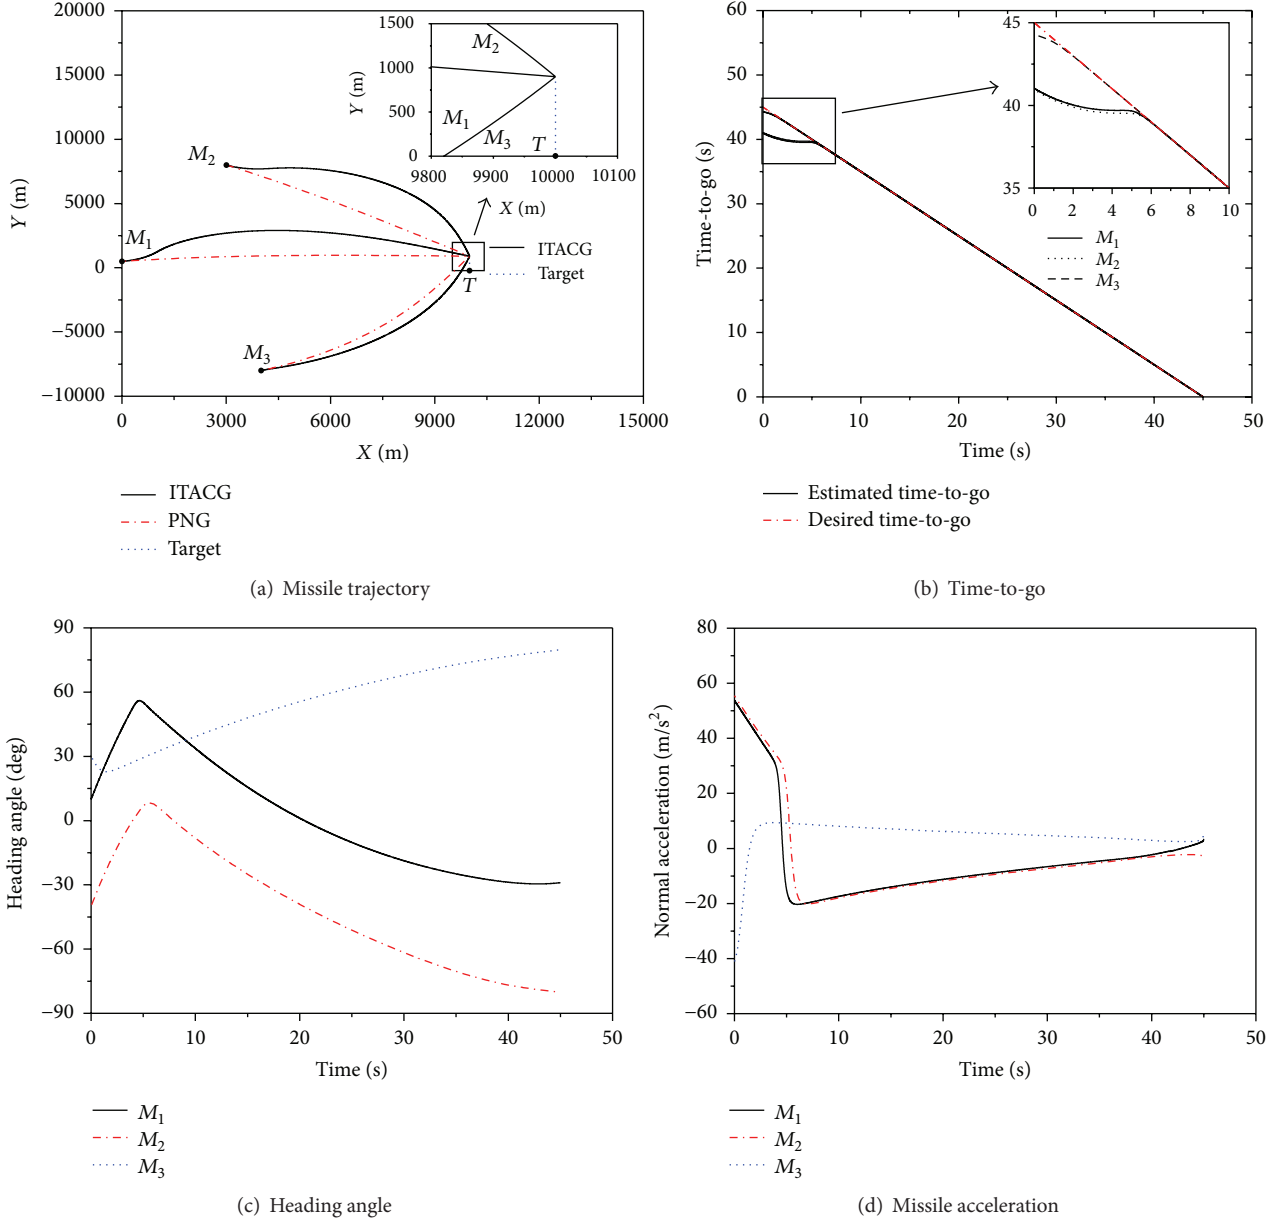 20000
15000
10000
5000
0
−5000
−10000
Y (m)
0 3000 6000 9000 12000 15000
X (m)
M1
M2
M3
T
ITACG
Target
1500
1000
500
0
Y (m)
9800 9900 10000 10100
X (m)
M2
M1
M3
T
ITACG
PNG
Target
(a) Missile trajectory
60
50
40
30
20
10
0
Time-to-go (s)
0 10 20 30 40 50
Time (s)
45
40
35
0 2 4 6 8 10
M1
M2
M3
Estimated time-to-go
Desired time-to-go
(b) Time-to-go
90
60
30
0
−30
−60
−90
Heading angle (deg)
0 10 20 30 40 50
Time (s)
M1
M2
M3
(c) Heading angle
80
60
40
20
0
−20
−40
−60
Normal acceleration (m/s²)
0 10 20 30 40 50
Time (s)
M1
M2
M3
(d) Missile acceleration